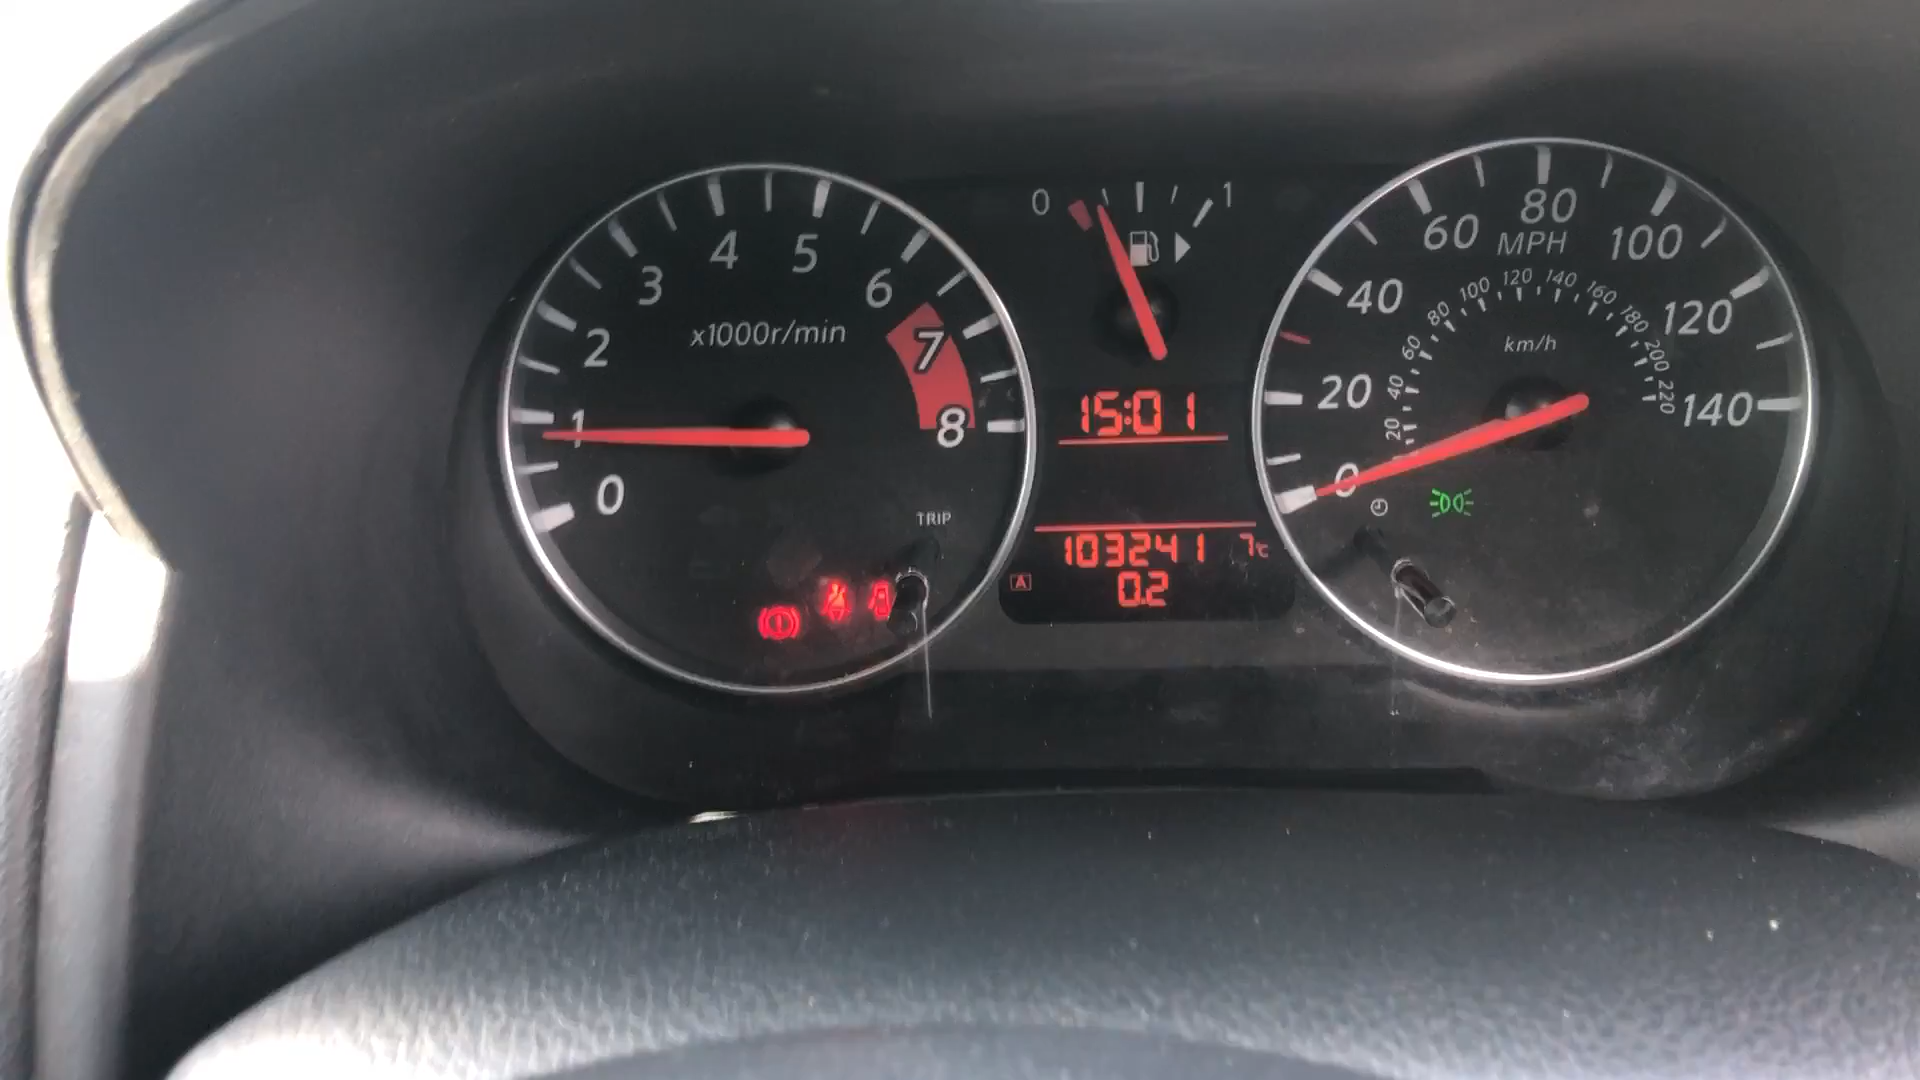 0 1 2 3 4 5 6 7 8
x1000r/min
TRIP
0 1
15:01
103241 7°C
A 0.2
0 20 40 60 80 100 120 140
MPH
20 40 60 80 100 120 140 160 180 200 220
km/h